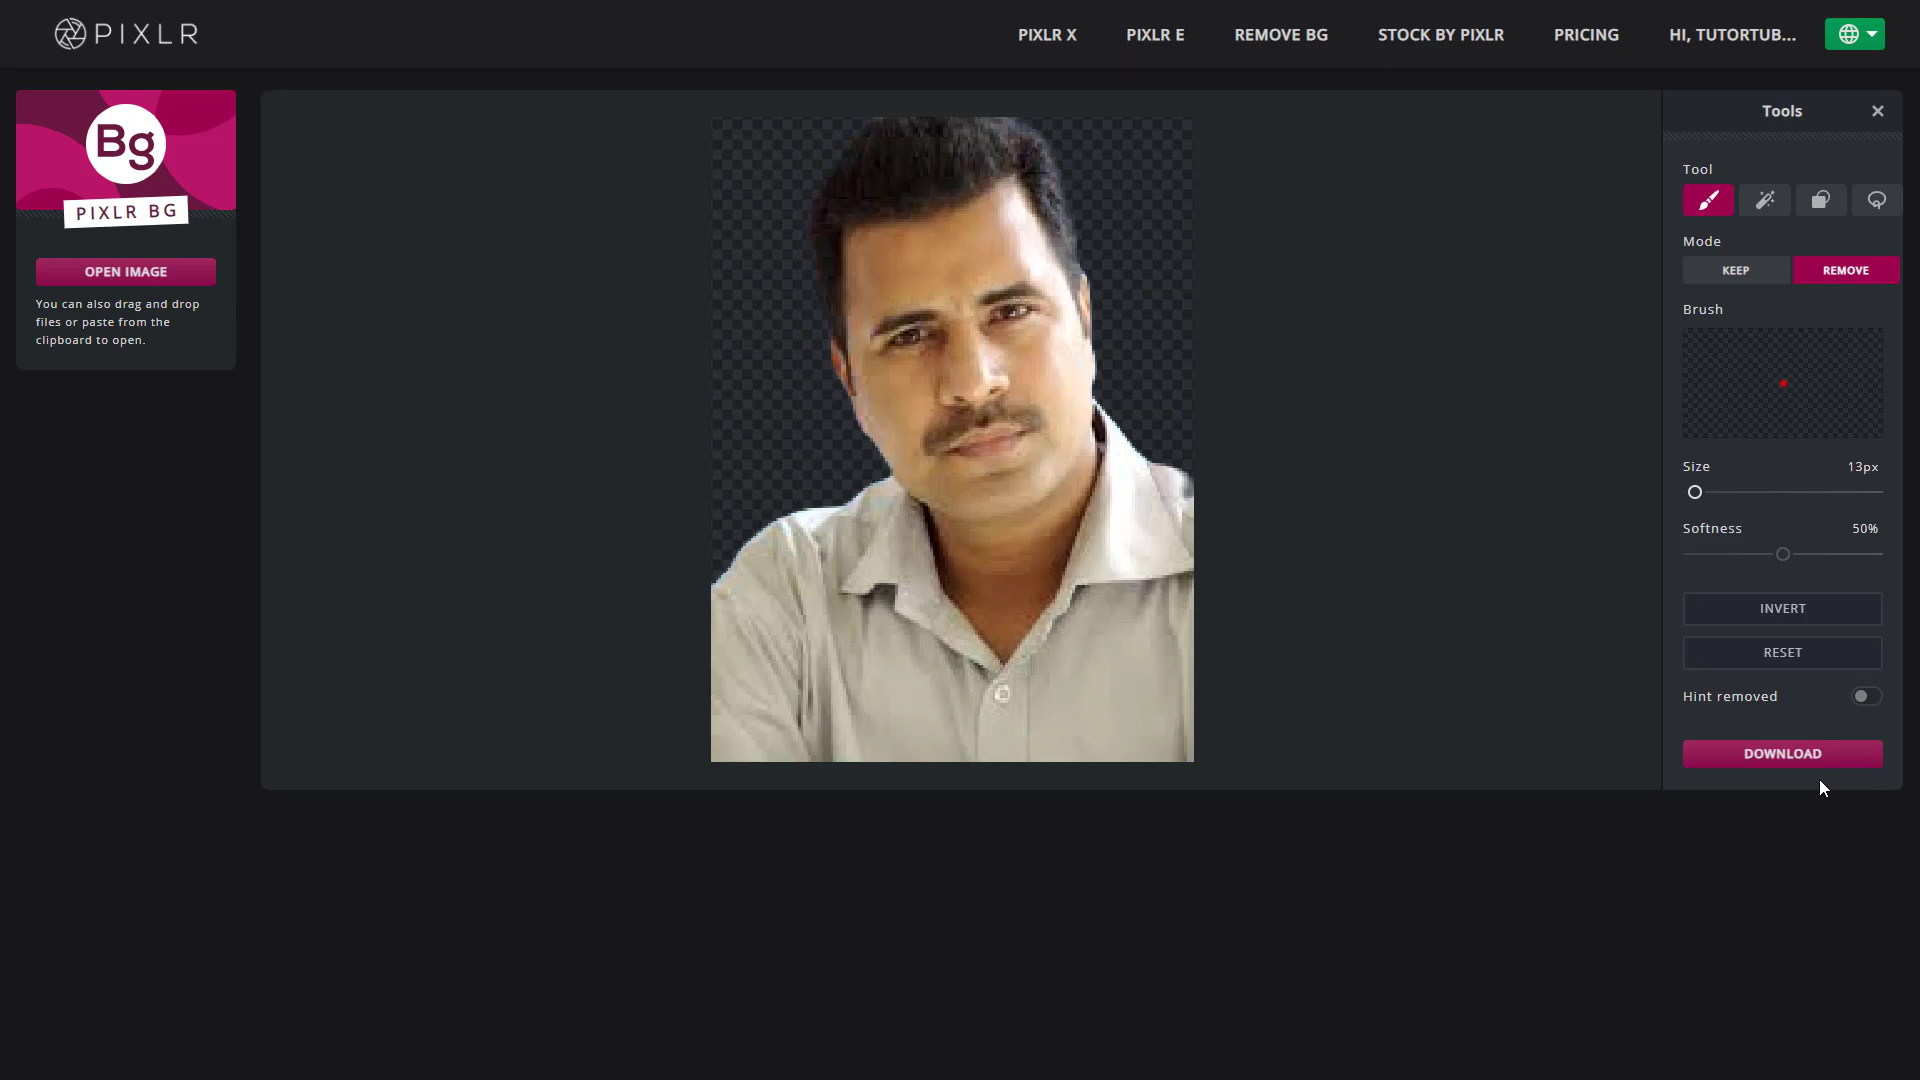 PIXLR
PIXLR X
PIXLR E
REMOVE BG
STOCK BY PIXLR
PRICING
HI, TUTORTUB...
Bg
PIXLR BG
OPEN IMAGE
You can also drag and drop
files or paste from the
clipboard to open.
Tools
Tool
Mode
KEEP
REMOVE
Brush
Size 13px
Softness 50%
INVERT
RESET
Hint removed
DOWNLOAD